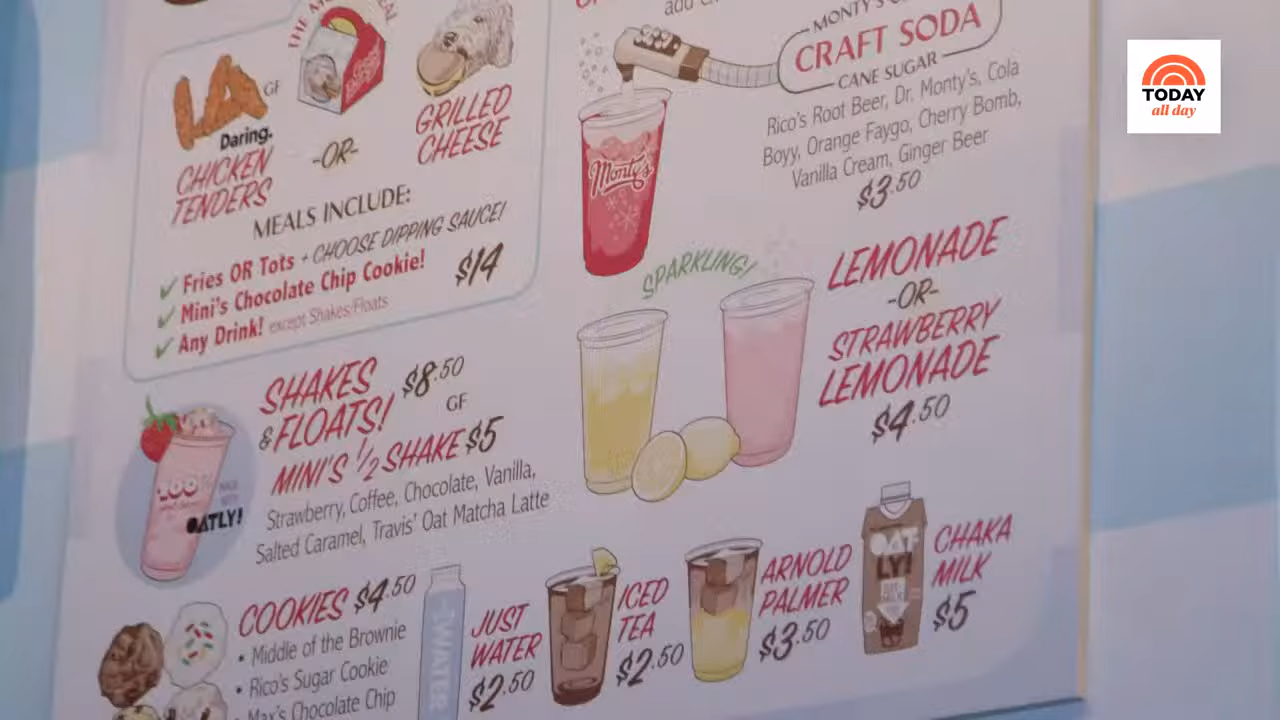 GF
Daring.
CHICKEN
TENDERS
-OR-
GRILLED
CHEESE
MEALS INCLUDE:
✓ Fries OR Tots + CHOOSE DIPPING SAUCE!
✓ Mini's Chocolate Chip Cookie!
✓ Any Drink! except Shakes/Floats
$14
SHAKES
& FLOATS! $8.50
GF
MINI'S 1/2 SHAKE $5
Strawberry, Coffee, Chocolate, Vanilla,
Salted Caramel, Travis' Oat Matcha Latte
100%
MADE
WITH
OATLY!
COOKIES $4.50
• Middle of the Brownie
• Rico's Sugar Cookie
• Max's Chocolate Chip
CRAFT SODA
CANE SUGAR
Rico's Root Beer, Dr. Monty's, Cola
Boyy, Orange Faygo, Cherry Bomb,
Vanilla Cream, Ginger Beer
$3.50
Monty's
SPARKLING!
LEMONADE
-OR-
STRAWBERRY
LEMONADE
$4.50
WATER
JUST
WATER
$2.50
ICED
TEA
$2.50
ARNOLD
PALMER
$3.50
OAT-
LY!
CHAKA
MILK
$5
TODAY
all day